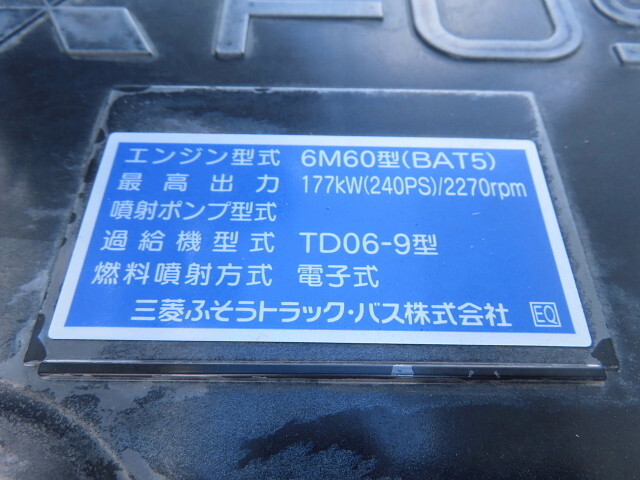 FUS
エンジン型式 6M60型(BAT5)
最高出力 177kW(240PS)/2270rpm
噴射ポンプ型式
過給機型式 TD06-9型
燃料噴射方式 電子式
三菱ふそうトラック・バス株式会社 EQ